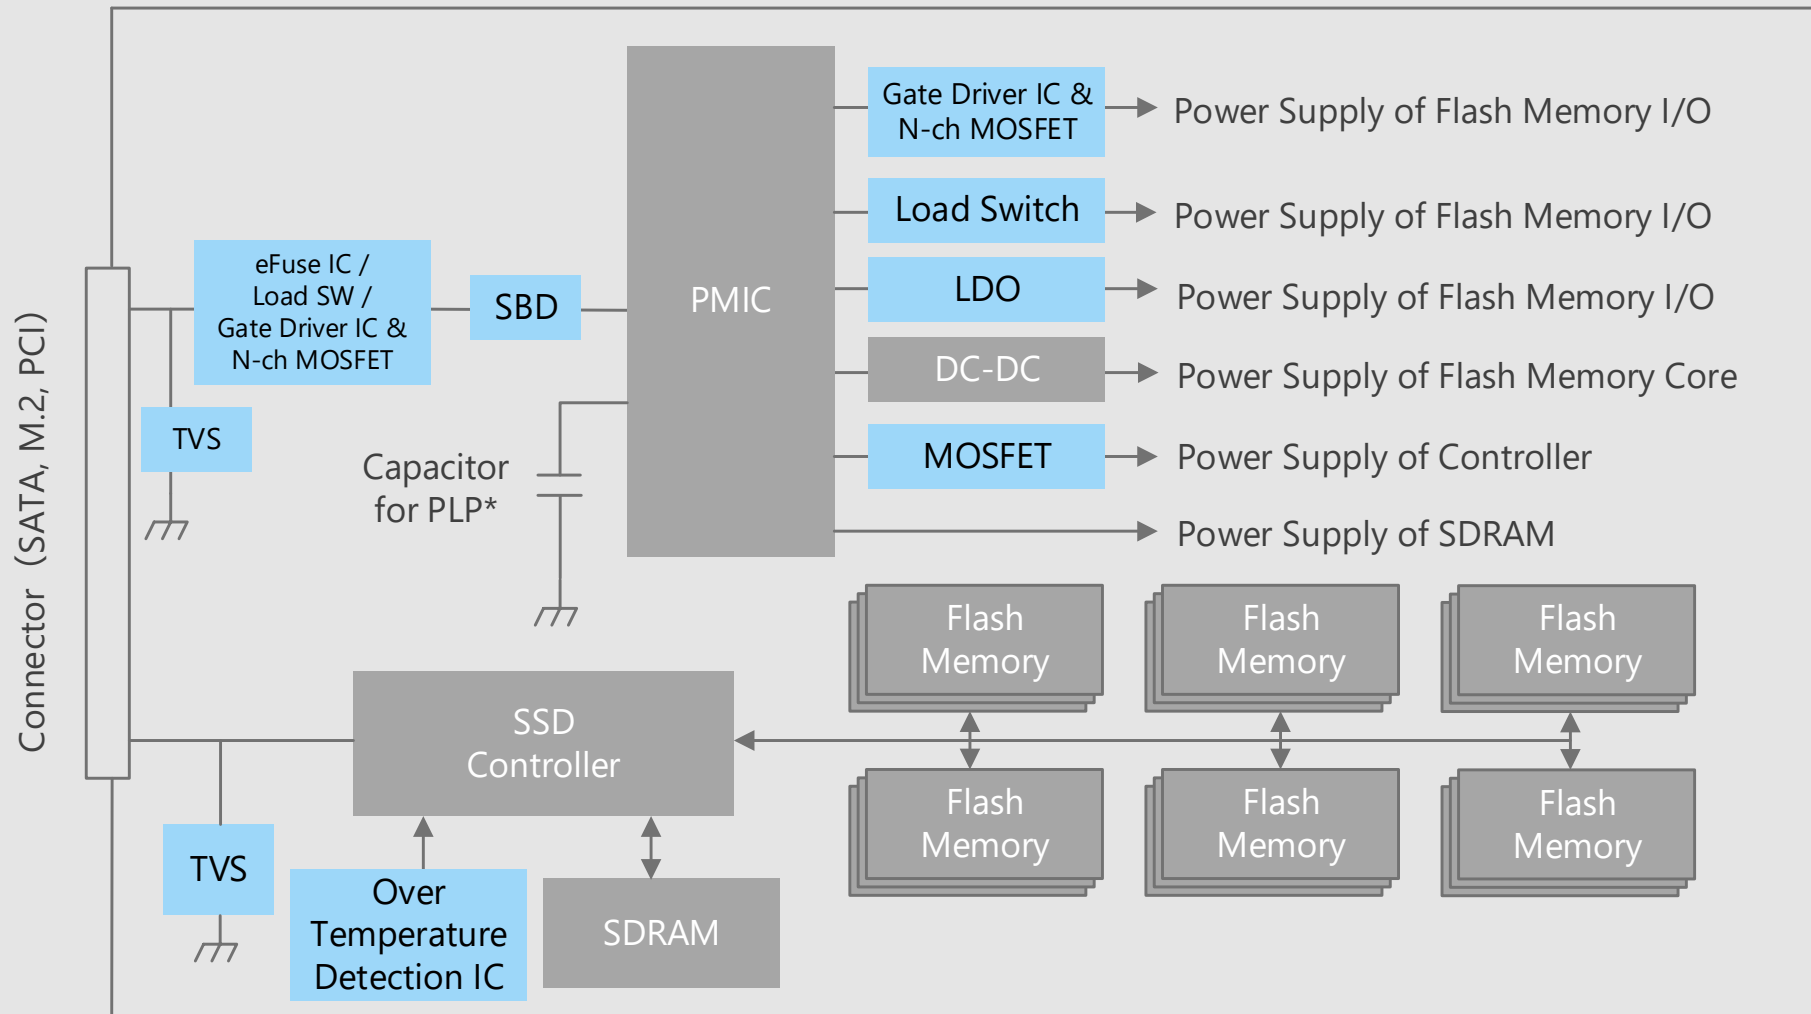 Connector (SATA, M.2, PCI)
eFuse IC /
Load SW /
Gate Driver IC &
N-ch MOSFET
SBD
TVS
Capacitor
for PLP*
PMIC
Gate Driver IC &
N-ch MOSFET
Power Supply of Flash Memory I/O
Load Switch
Power Supply of Flash Memory I/O
LDO
Power Supply of Flash Memory I/O
DC-DC
Power Supply of Flash Memory Core
MOSFET
Power Supply of Controller
Power Supply of SDRAM
SSD
Controller
TVS
Over
Temperature
Detection IC
SDRAM
Flash
Memory
Flash
Memory
Flash
Memory
Flash
Memory
Flash
Memory
Flash
Memory